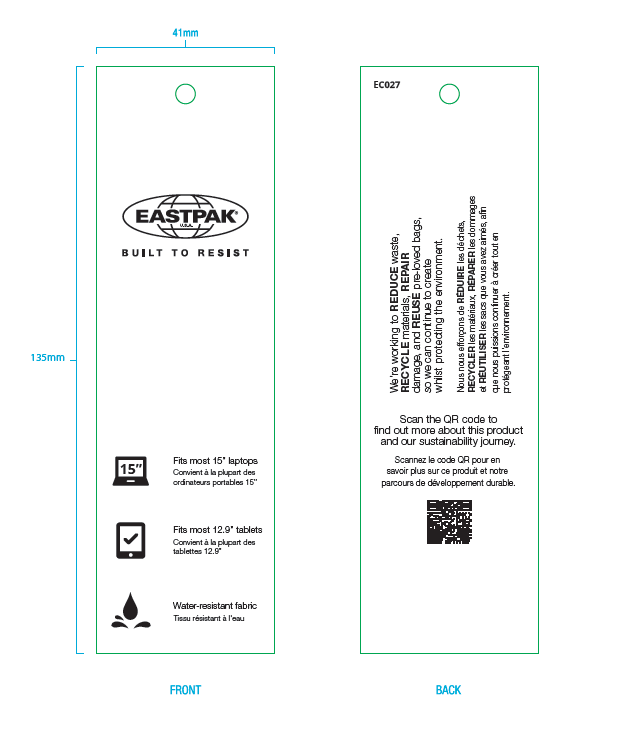 41mm
135mm
EASTPAK®
U.S.A.
BUILT TO RESIST
15”
Fits most 15” laptops
Convient à la plupart des
ordinateurs portables 15”
Fits most 12.9” tablets
Convient à la plupart des
tablettes 12.9”
Water-resistant fabric
Tissu résistant à l’eau
FRONT
EC027
We’re working to REDUCE waste,
RECYCLE materials, REPAIR
damage, and REUSE pre-loved bags,
so we can continue to create
whilst protecting the environment.
Nous nous efforçons de RÉDUIRE les déchets,
RECYCLER les matériaux, RÉPARER les dommages
et RÉUTILISER les sacs que vous avez aimés, afin
que nous puissions continuer à créer tout en
protégeant l’environnement.
Scan the QR code to
find out more about this product
and our sustainability journey.
Scannez le code QR pour en
savoir plus sur ce produit et notre
parcours de développement durable.
BACK